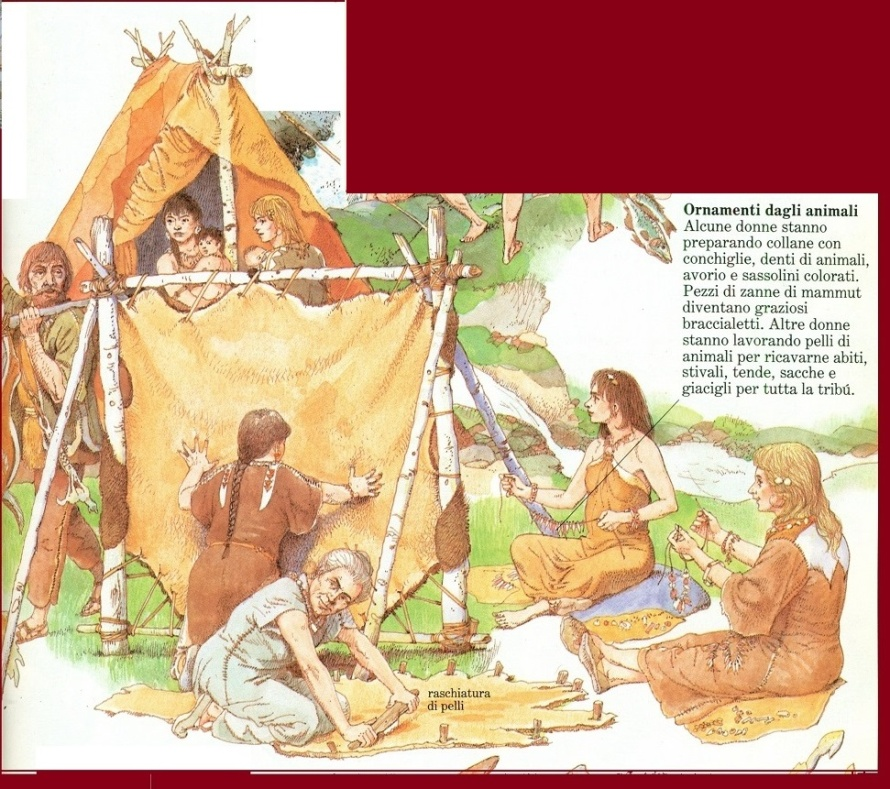 Ornamenti dagli animali
Alcune donne stanno
preparando collane con
conchiglie, denti di animali,
avorio e sassolini colorati.
Pezzi di zanne di mammut
diventano graziosi
braccialetti. Altre donne
stanno lavorando pelli di
animali per ricavarne abiti,
stivali, tende, sacche e
giacigli per tutta la tribú.
raschiatura
di pelli